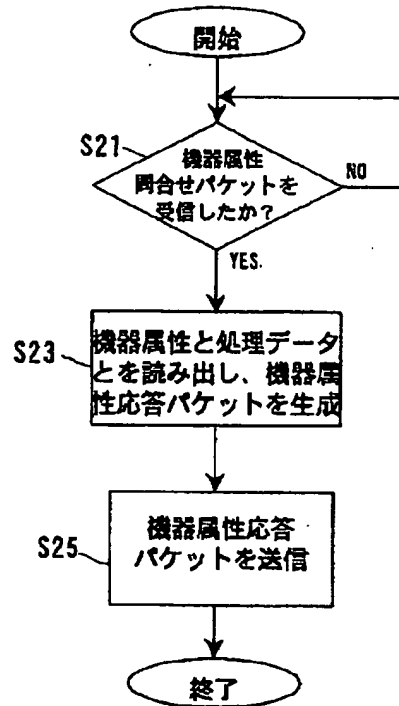 開始
S21
機器属性
問合せパケットを
受信したか？
NO
YES.
S23
機器属性と処理データ
とを読み出し、機器属
性応答パケットを生成
S25
機器属性応答
パケットを送信
終了